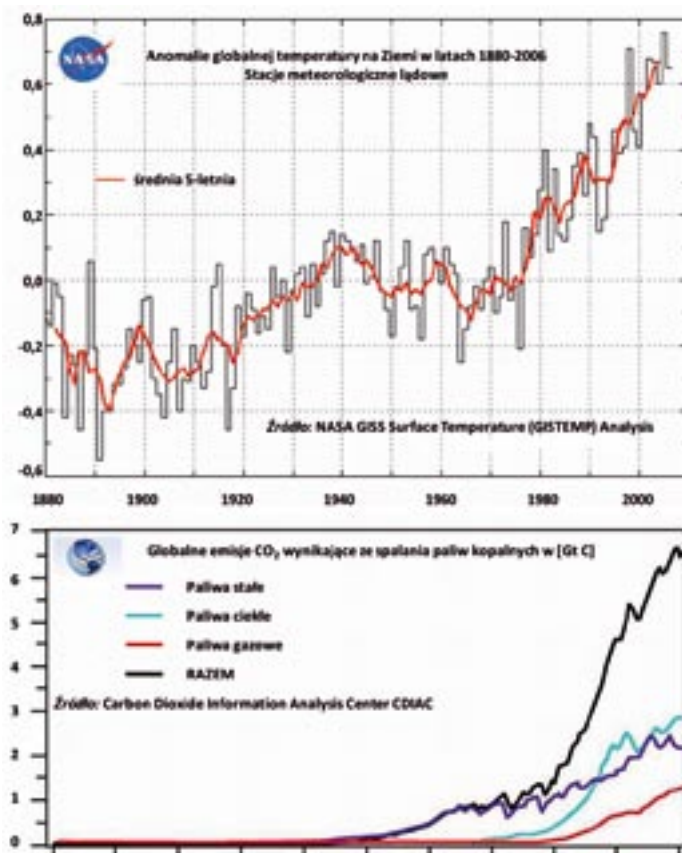 0,8
NASA
Anomalie globalnej temperatury na Ziemi w latach 1880-2006
Stacje meteorologiczne lądowe
0,6
0,4
średnia 5-letnia
0,2
0,0
-0,2
-0,4
Źródło: NASA GISS Surface Temperature (GISTEMP) Analysis
-0,6
1880 1900 1920 1940 1960 1980 2000
7
Globalne emisje CO₂ wynikające ze spalania paliw kopalnych w [Gt C]
6
Paliwa stałe
Paliwa ciekłe
5
Paliwa gazowe
4
RAZEM
Źródło: Carbon Dioxide Information Analysis Center CDIAC
3
2
1
0